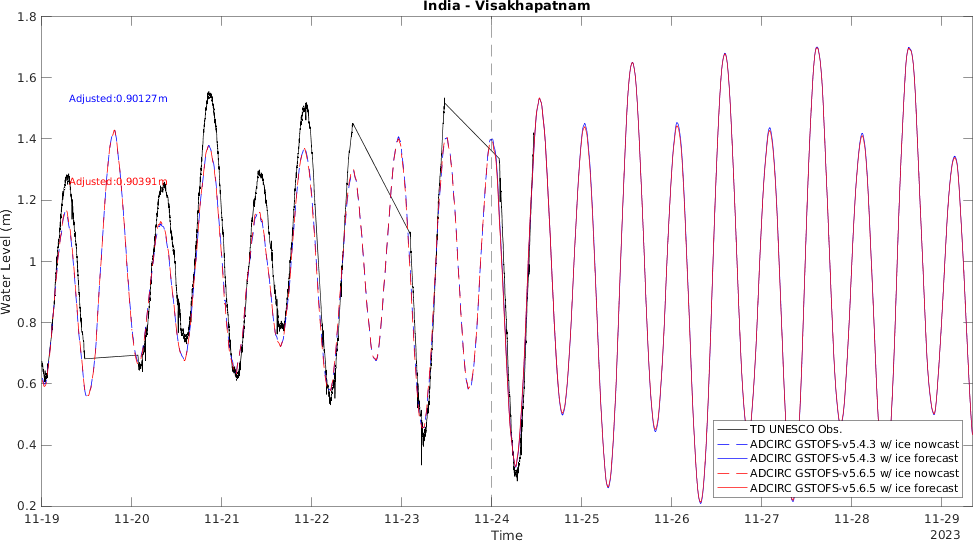 India - Visakhapatnam
Water Level (m)
1.8
1.6
1.4
1.2
1
0.8
0.6
0.4
0.2
Adjusted:0.90127m
Adjusted:0.90391m
TD UNESCO Obs.
ADCIRC GSTOFS-v5.4.3 w/ ice nowcast
ADCIRC GSTOFS-v5.4.3 w/ ice forecast
ADCIRC GSTOFS-v5.6.5 w/ ice nowcast
ADCIRC GSTOFS-v5.6.5 w/ ice forecast
11-19 11-20 11-21 11-22 11-23 11-24 11-25 11-26 11-27 11-28 11-29
2023
Time